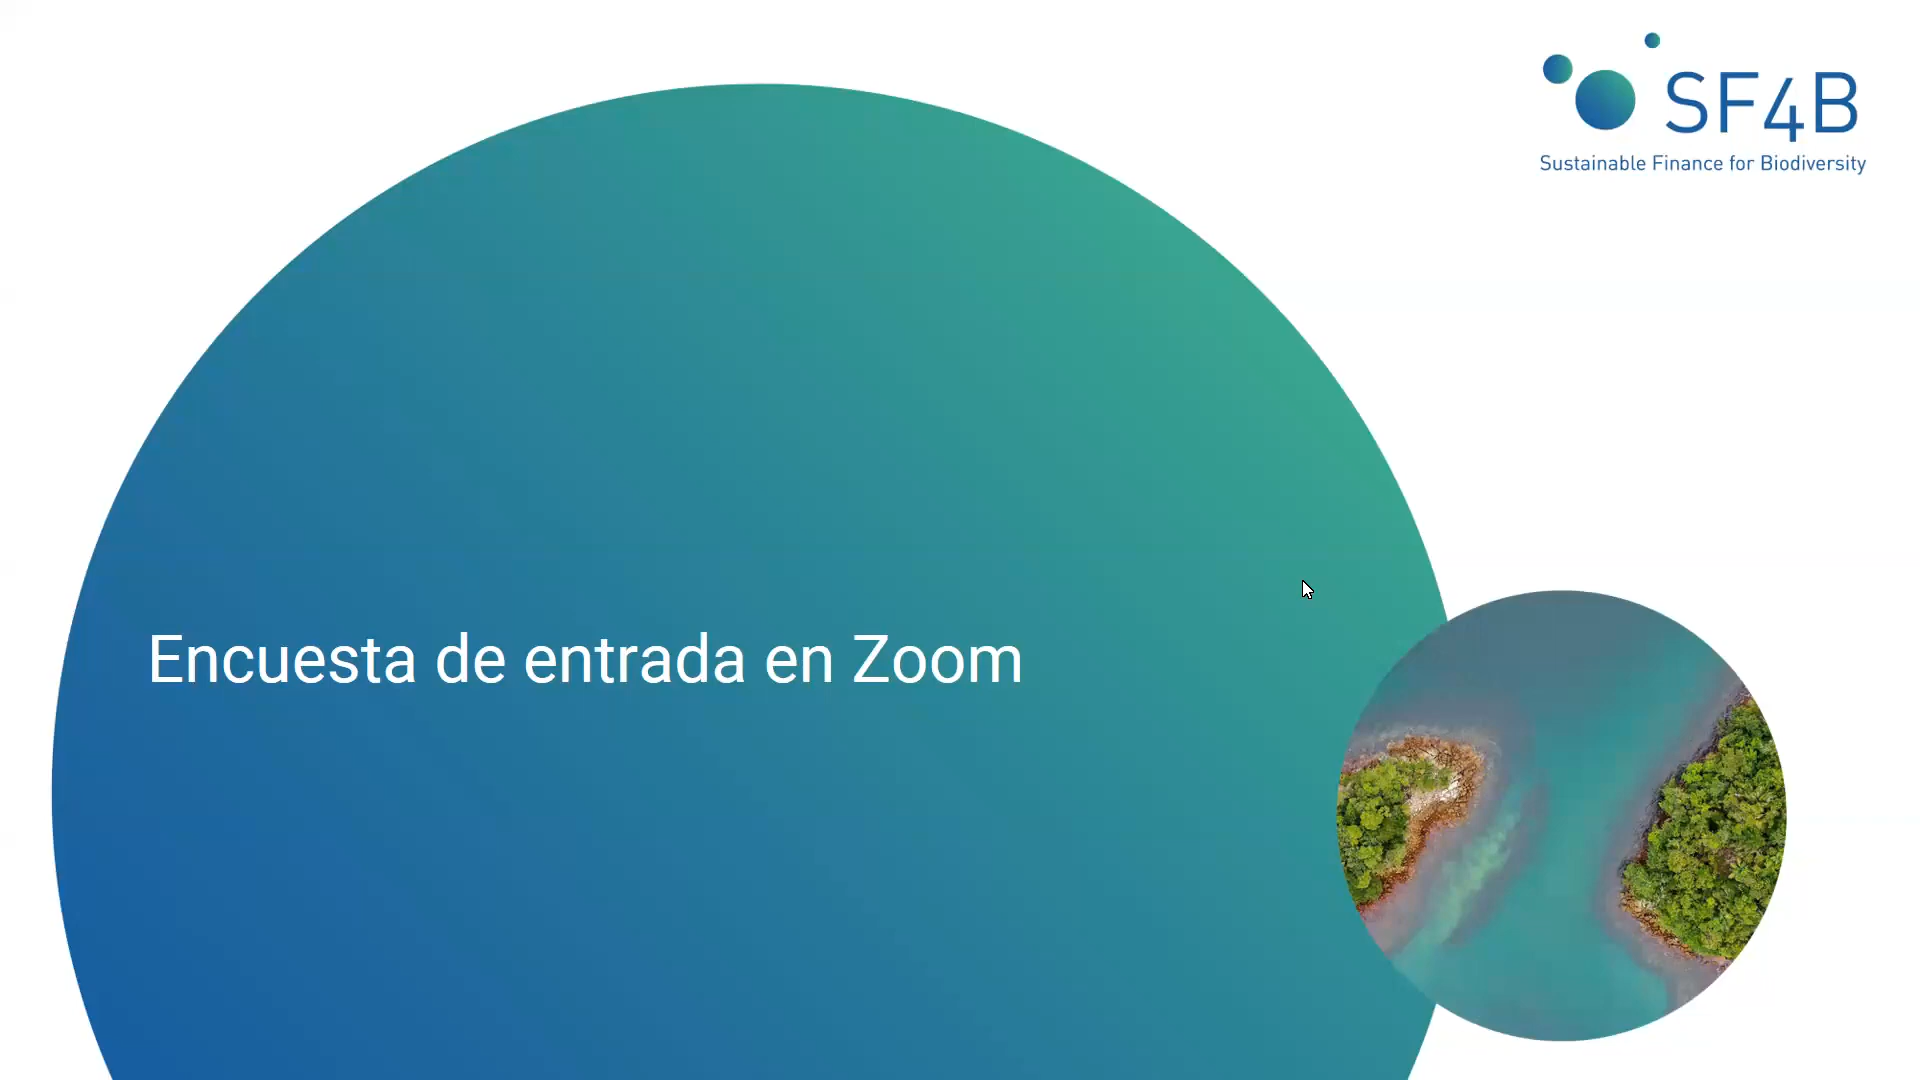 SF4B
Sustainable Finance for Biodiversity
Encuesta de entrada en Zoom